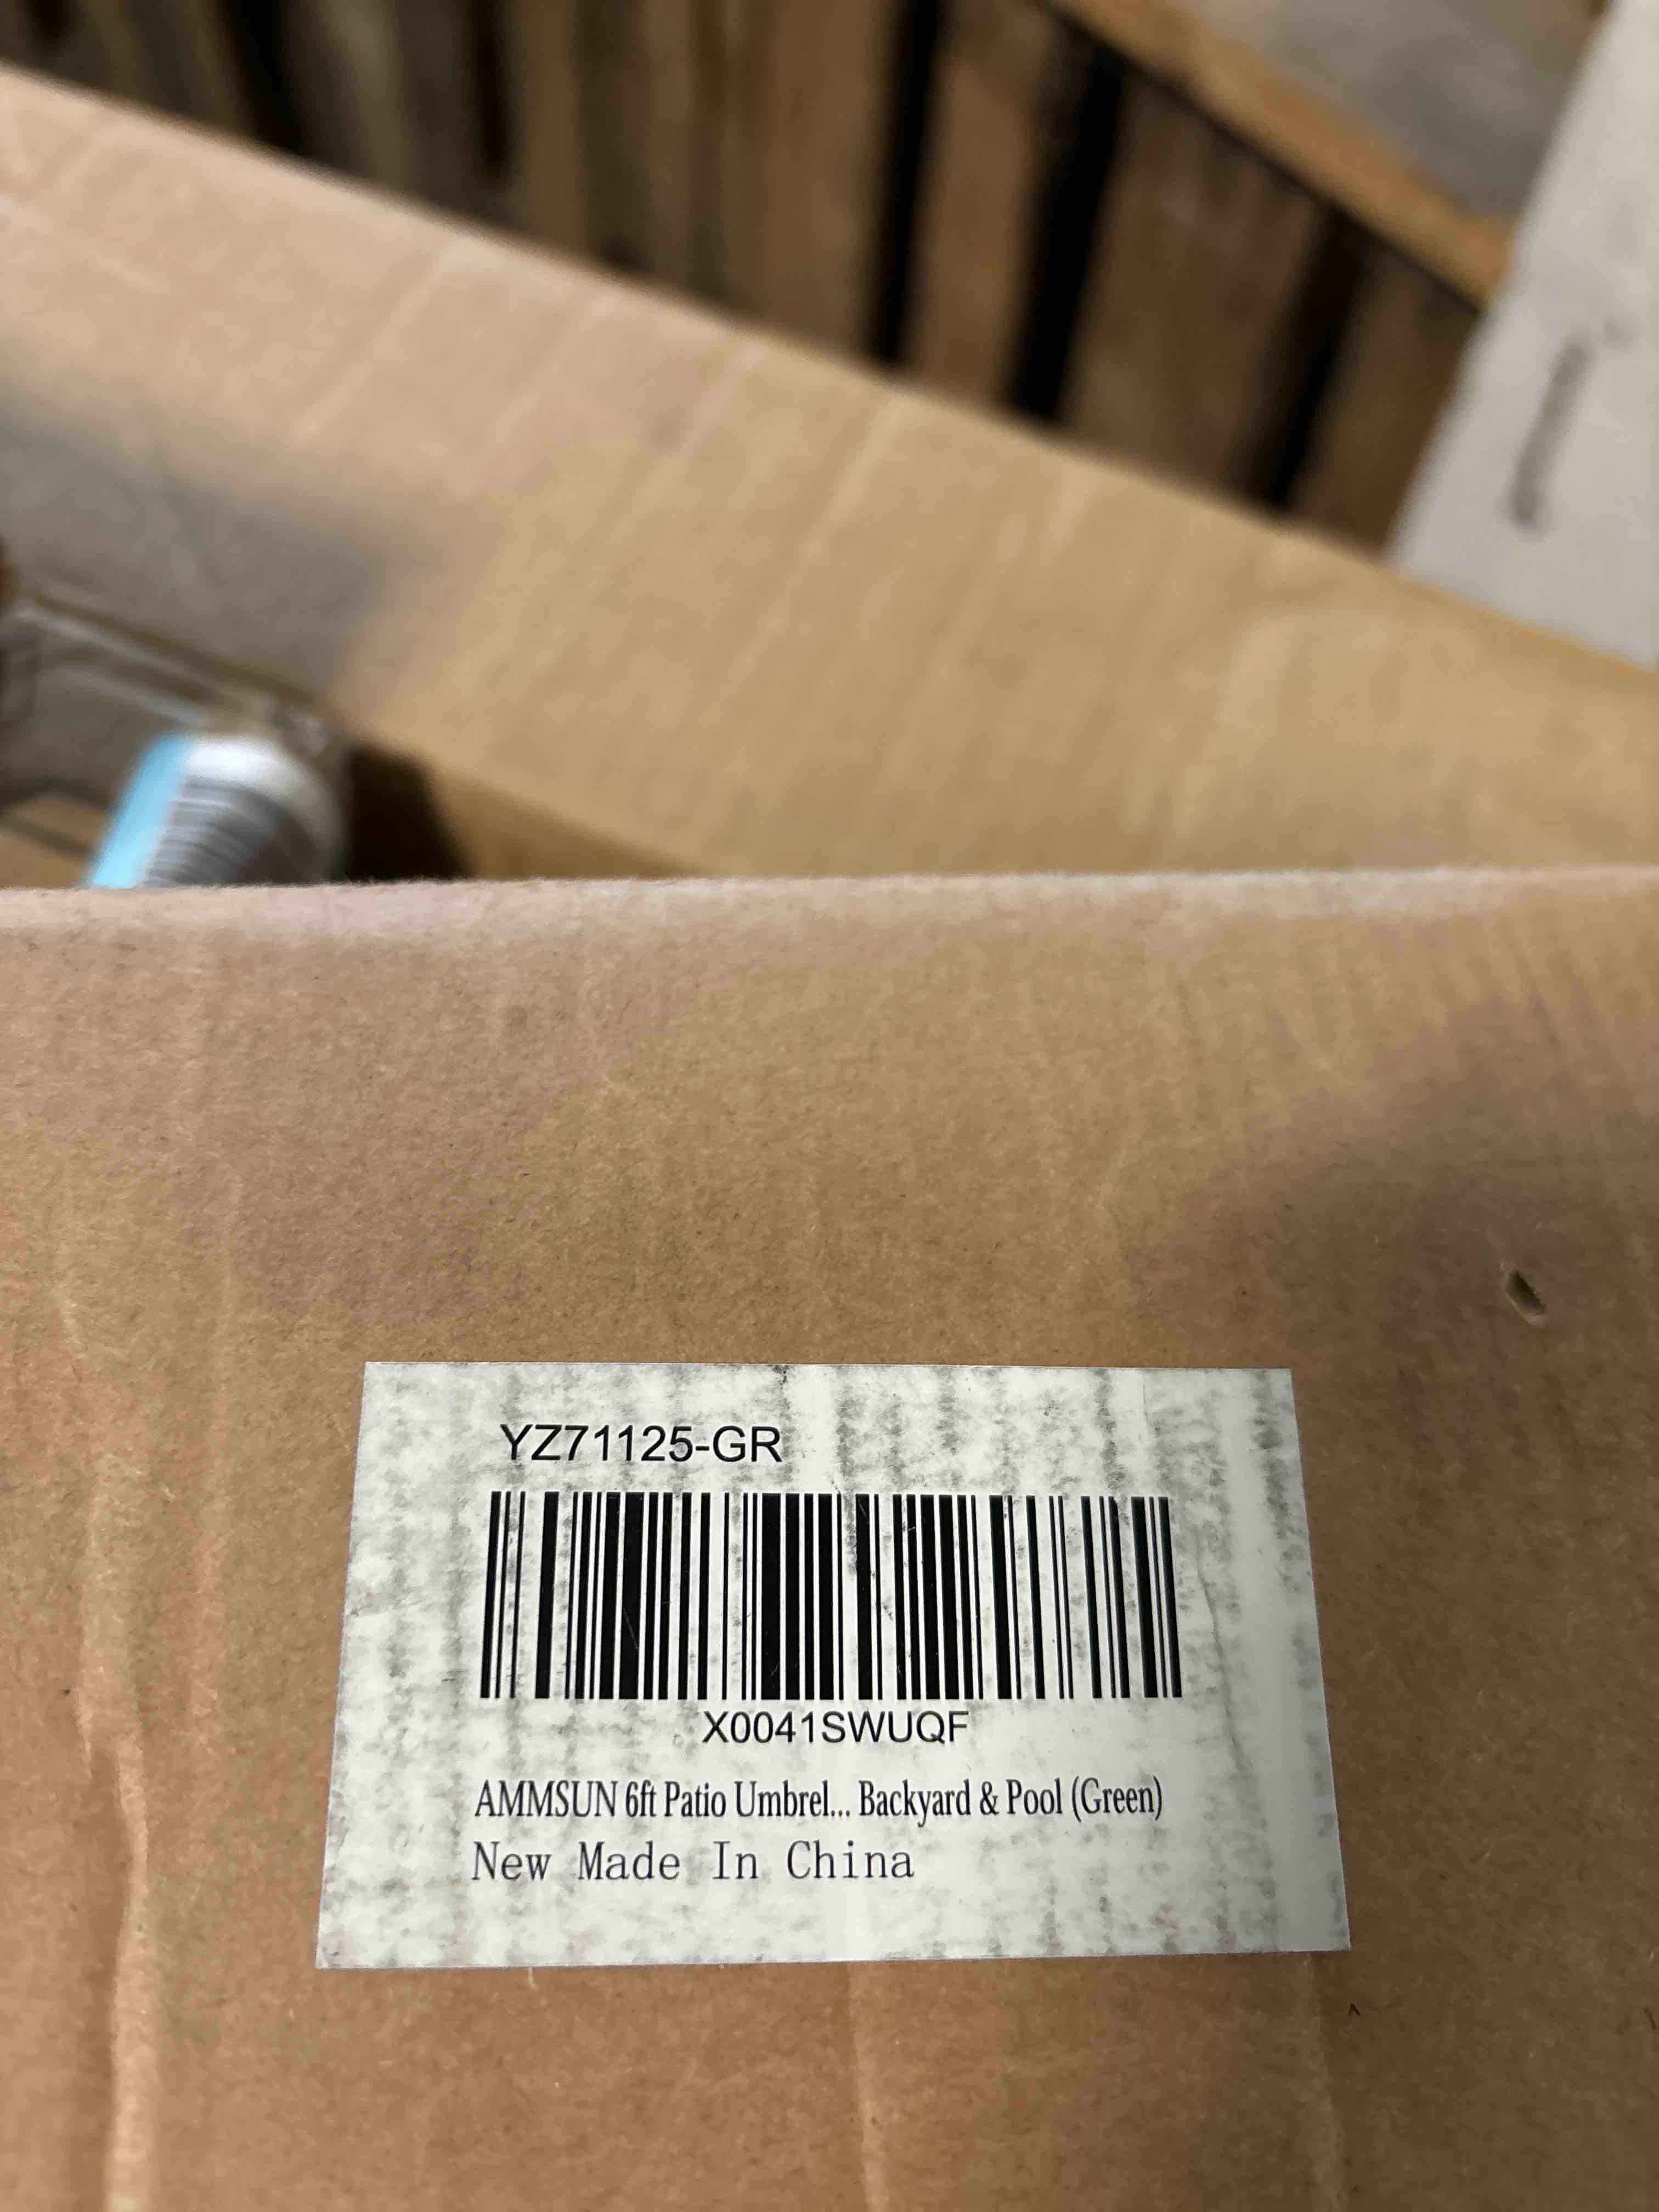 YZ71125-GR
X0041SWUQF
AMMSUN 6ft Patio Umbrel... Backyard & Pool (Green)
New Made In China